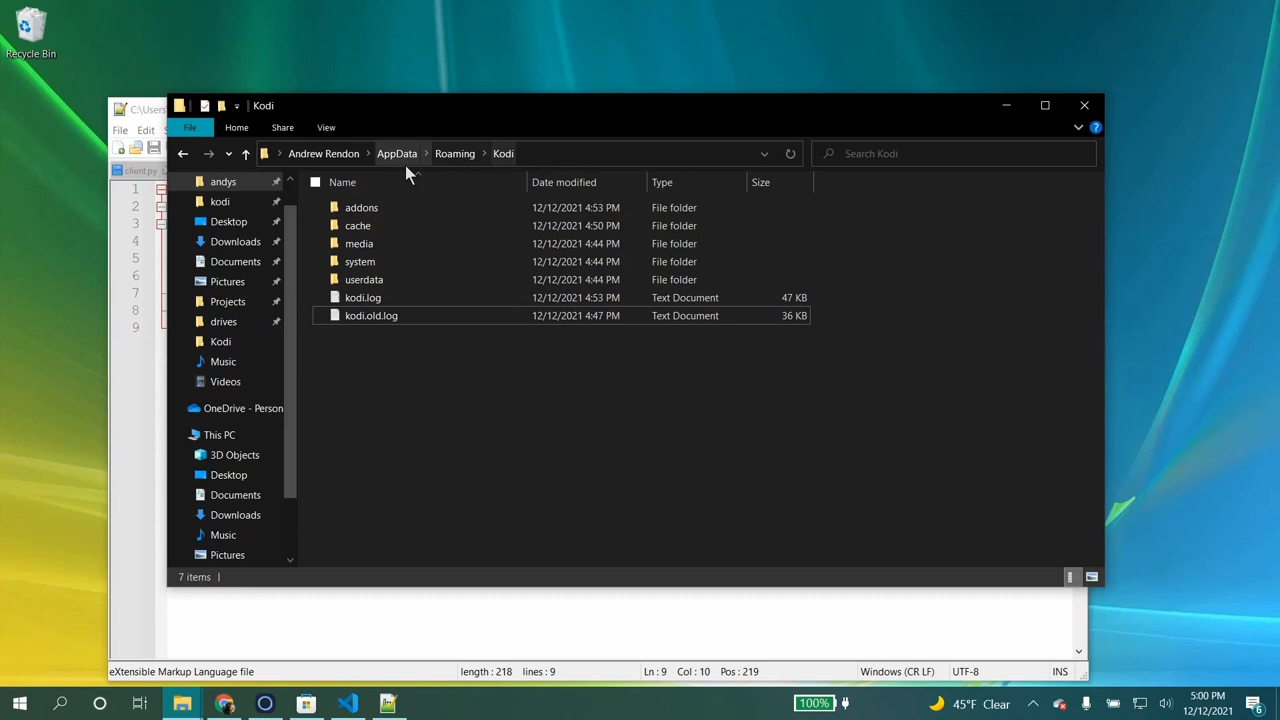 Recycle Bin
C:\Users
Kodi
File Edit
File Home Share View
Andrew Rendon AppData Roaming Kodi
Search Kodi
client.py
Name Date modified Type Size
andys
kodi
Desktop
Downloads
Documents
Pictures
Projects
drives
Kodi
Music
Videos
OneDrive - Person
This PC
3D Objects
Desktop
Documents
Downloads
Music
Pictures
addons 12/12/2021 4:53 PM File folder
cache 12/12/2021 4:50 PM File folder
media 12/12/2021 4:44 PM File folder
system 12/12/2021 4:44 PM File folder
userdata 12/12/2021 4:44 PM File folder
kodi.log 12/12/2021 4:53 PM Text Document 47 KB
kodi.old.log 12/12/2021 4:47 PM Text Document 36 KB
1
2
3
4
5
6
7
8
9
7 items
eXtensible Markup Language file length : 218 lines : 9 Ln : 9 Col : 10 Pos : 219 Windows (CR LF) UTF-8 INS
100% 45°F Clear 5:00 PM
12/12/2021 6